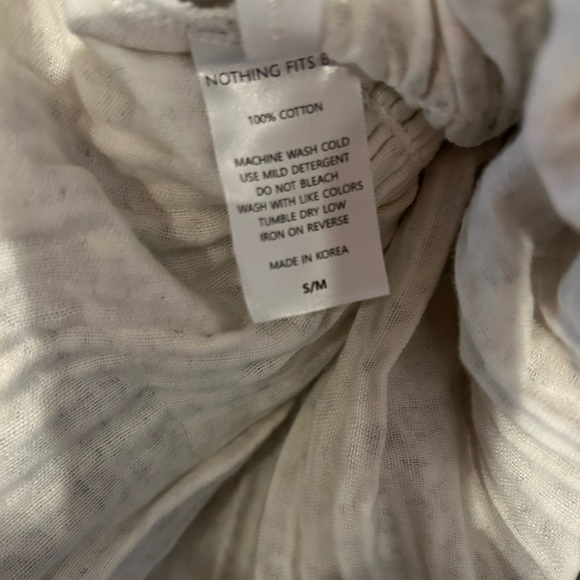 NOTHING FITS B
100% COTTON
MACHINE WASH COLD
USE MILD DETERGENT
DO NOT BLEACH
WASH WITH LIKE COLORS
TUMBLE DRY LOW
IRON ON REVERSE
MADE IN KOREA
S/M